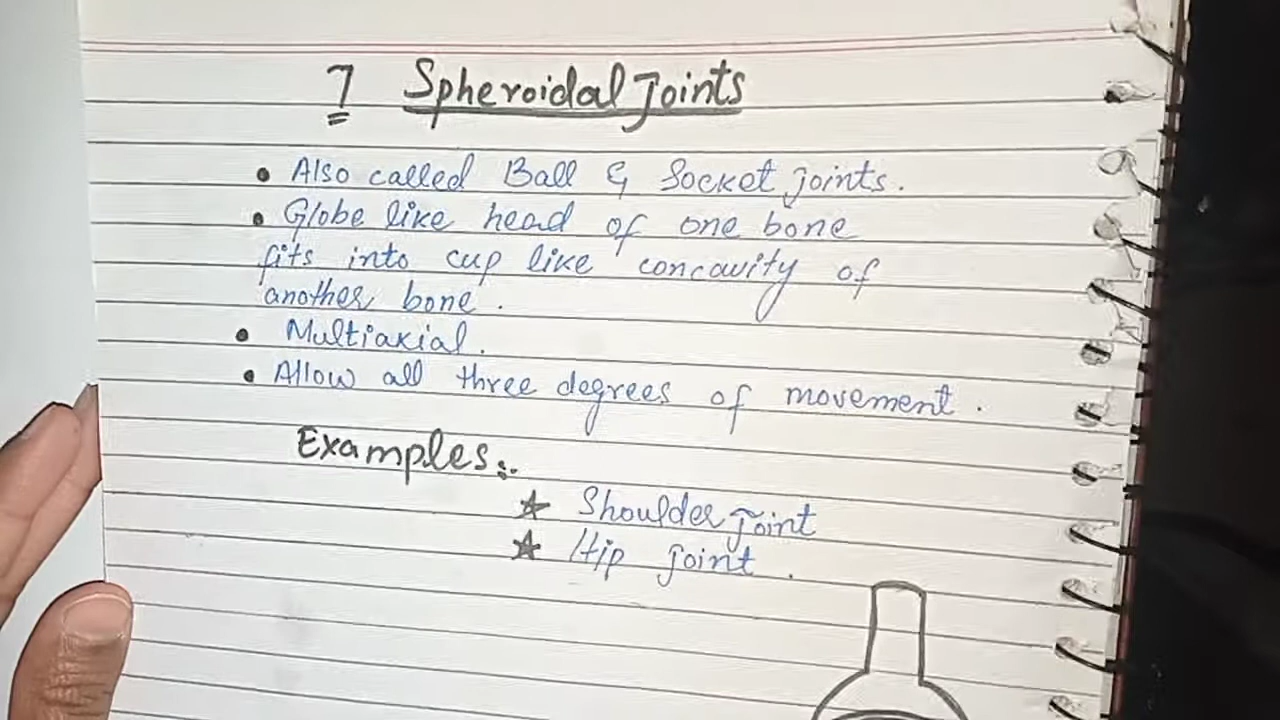 7 Spheroidal Joints
• Also called Ball & Socket joints.
• Globe like head of one bone
fits into cup like concavity of
another bone.
• Multiaxial.
• Allow all three degrees of movement.
Examples:-
★ Shoulder Joint
★ Hip Joint.